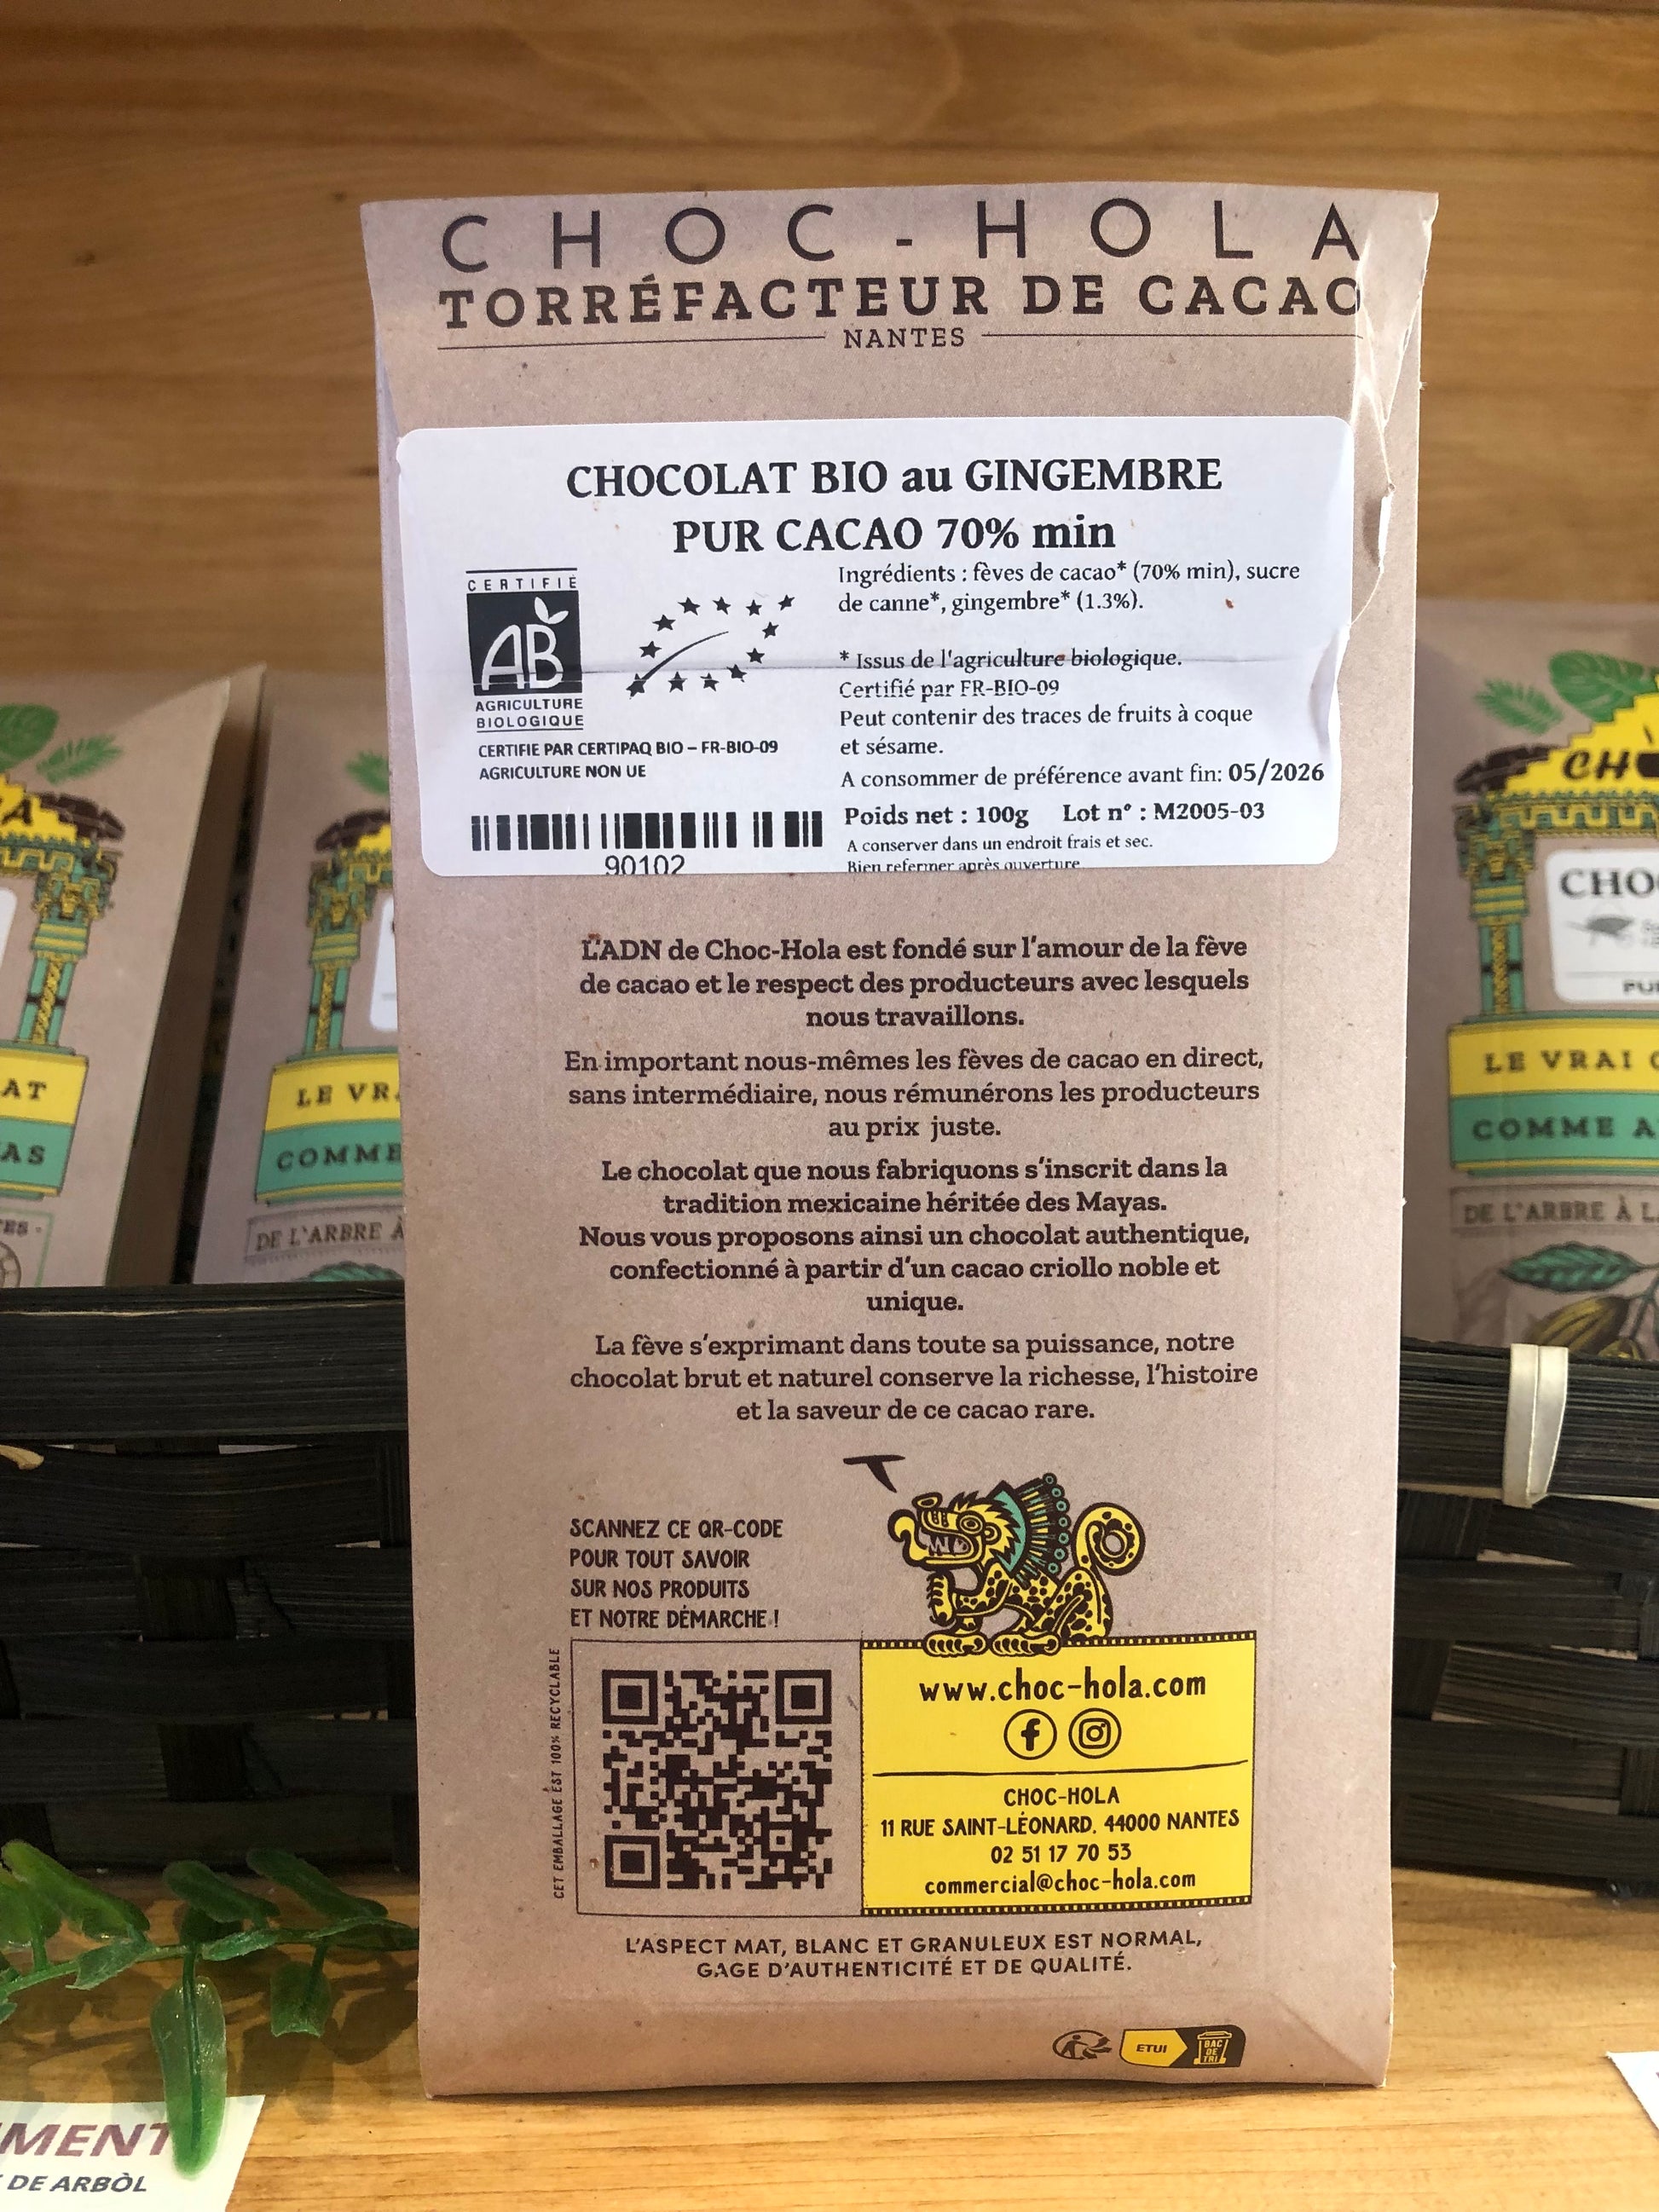 CHOC-HOLA
TORRÉFACTEUR DE CACAO
NANTES
CHOCOLAT BIO au GINGEMBRE
PUR CACAO 70% min
CERTIFIÉ
AB
AGRICULTURE
BIOLOGIQUE
CERTIFIE PAR CERTIPAQ BIO – FR-BIO-09
AGRICULTURE NON UE
90102
Ingrédients : fèves de cacao* (70% min), sucre
de canne*, gingembre* (1.3%).
* Issus de l'agriculture biologique.
Certifié par FR-BIO-09
Peut contenir des traces de fruits à coque
et sésame.
A consommer de préférence avant fin: 05/2026
Poids net : 100g Lot n° : M2005-03
A conserver dans un endroit frais et sec.
Bien refermer après ouverture
L'ADN de Choc-Hola est fondé sur l'amour de la fève
de cacao et le respect des producteurs avec lesquels
nous travaillons.
En important nous-mêmes les fèves de cacao en direct,
sans intermédiaire, nous rémunérons les producteurs
au prix juste.
Le chocolat que nous fabriquons s'inscrit dans la
tradition mexicaine héritée des Mayas.
Nous vous proposons ainsi un chocolat authentique,
confectionné à partir d'un cacao criollo noble et
unique.
La fève s'exprimant dans toute sa puissance, notre
chocolat brut et naturel conserve la richesse, l'histoire
et la saveur de ce cacao rare.
SCANNEZ CE QR-CODE
POUR TOUT SAVOIR
SUR NOS PRODUITS
ET NOTRE DÉMARCHE !
CET EMBALLAGE EST 100% RECYCLABLE
www.choc-hola.com
CHOC-HOLA
11 RUE SAINT-LÉONARD. 44000 NANTES
02 51 17 70 53
commercial@choc-hola.com
L'ASPECT MAT, BLANC ET GRANULEUX EST NORMAL,
GAGE D'AUTHENTICITÉ ET DE QUALITÉ.
ETUI
BAC
DE
TRI
LE VRAI
COMME
DE L'ARBRE À
DE ARBÒL